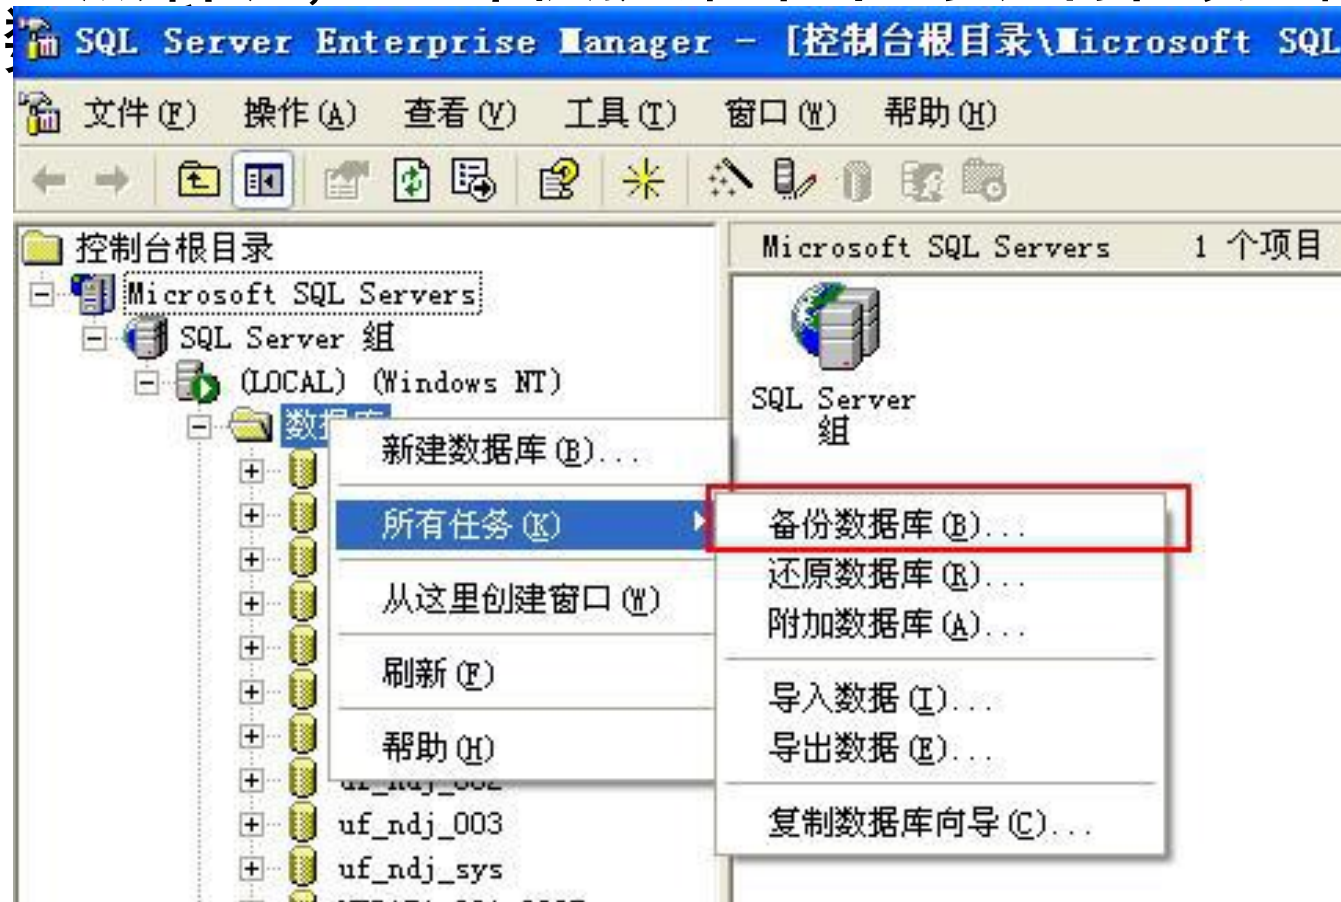 SQL Server Enterprise Manager - [控制台根目录\Microsoft SQL
文件(F) 操作(A) 查看(V) 工具(T) 窗口(W) 帮助(H)
控制台根目录
Microsoft SQL Servers
SQL Server 组
(LOCAL) (Windows NT)
Microsoft SQL Servers 1 个项目
SQL Server
组
新建数据库(B)...
所有任务(K)
从这里创建窗口(W)
刷新(F)
帮助(H)
备份数据库(B)...
还原数据库(R)...
附加数据库(A)...
导入数据(I)...
导出数据(E)...
复制数据库向导(C)...
uf_ndj_002
uf_ndj_003
uf_ndj_sys